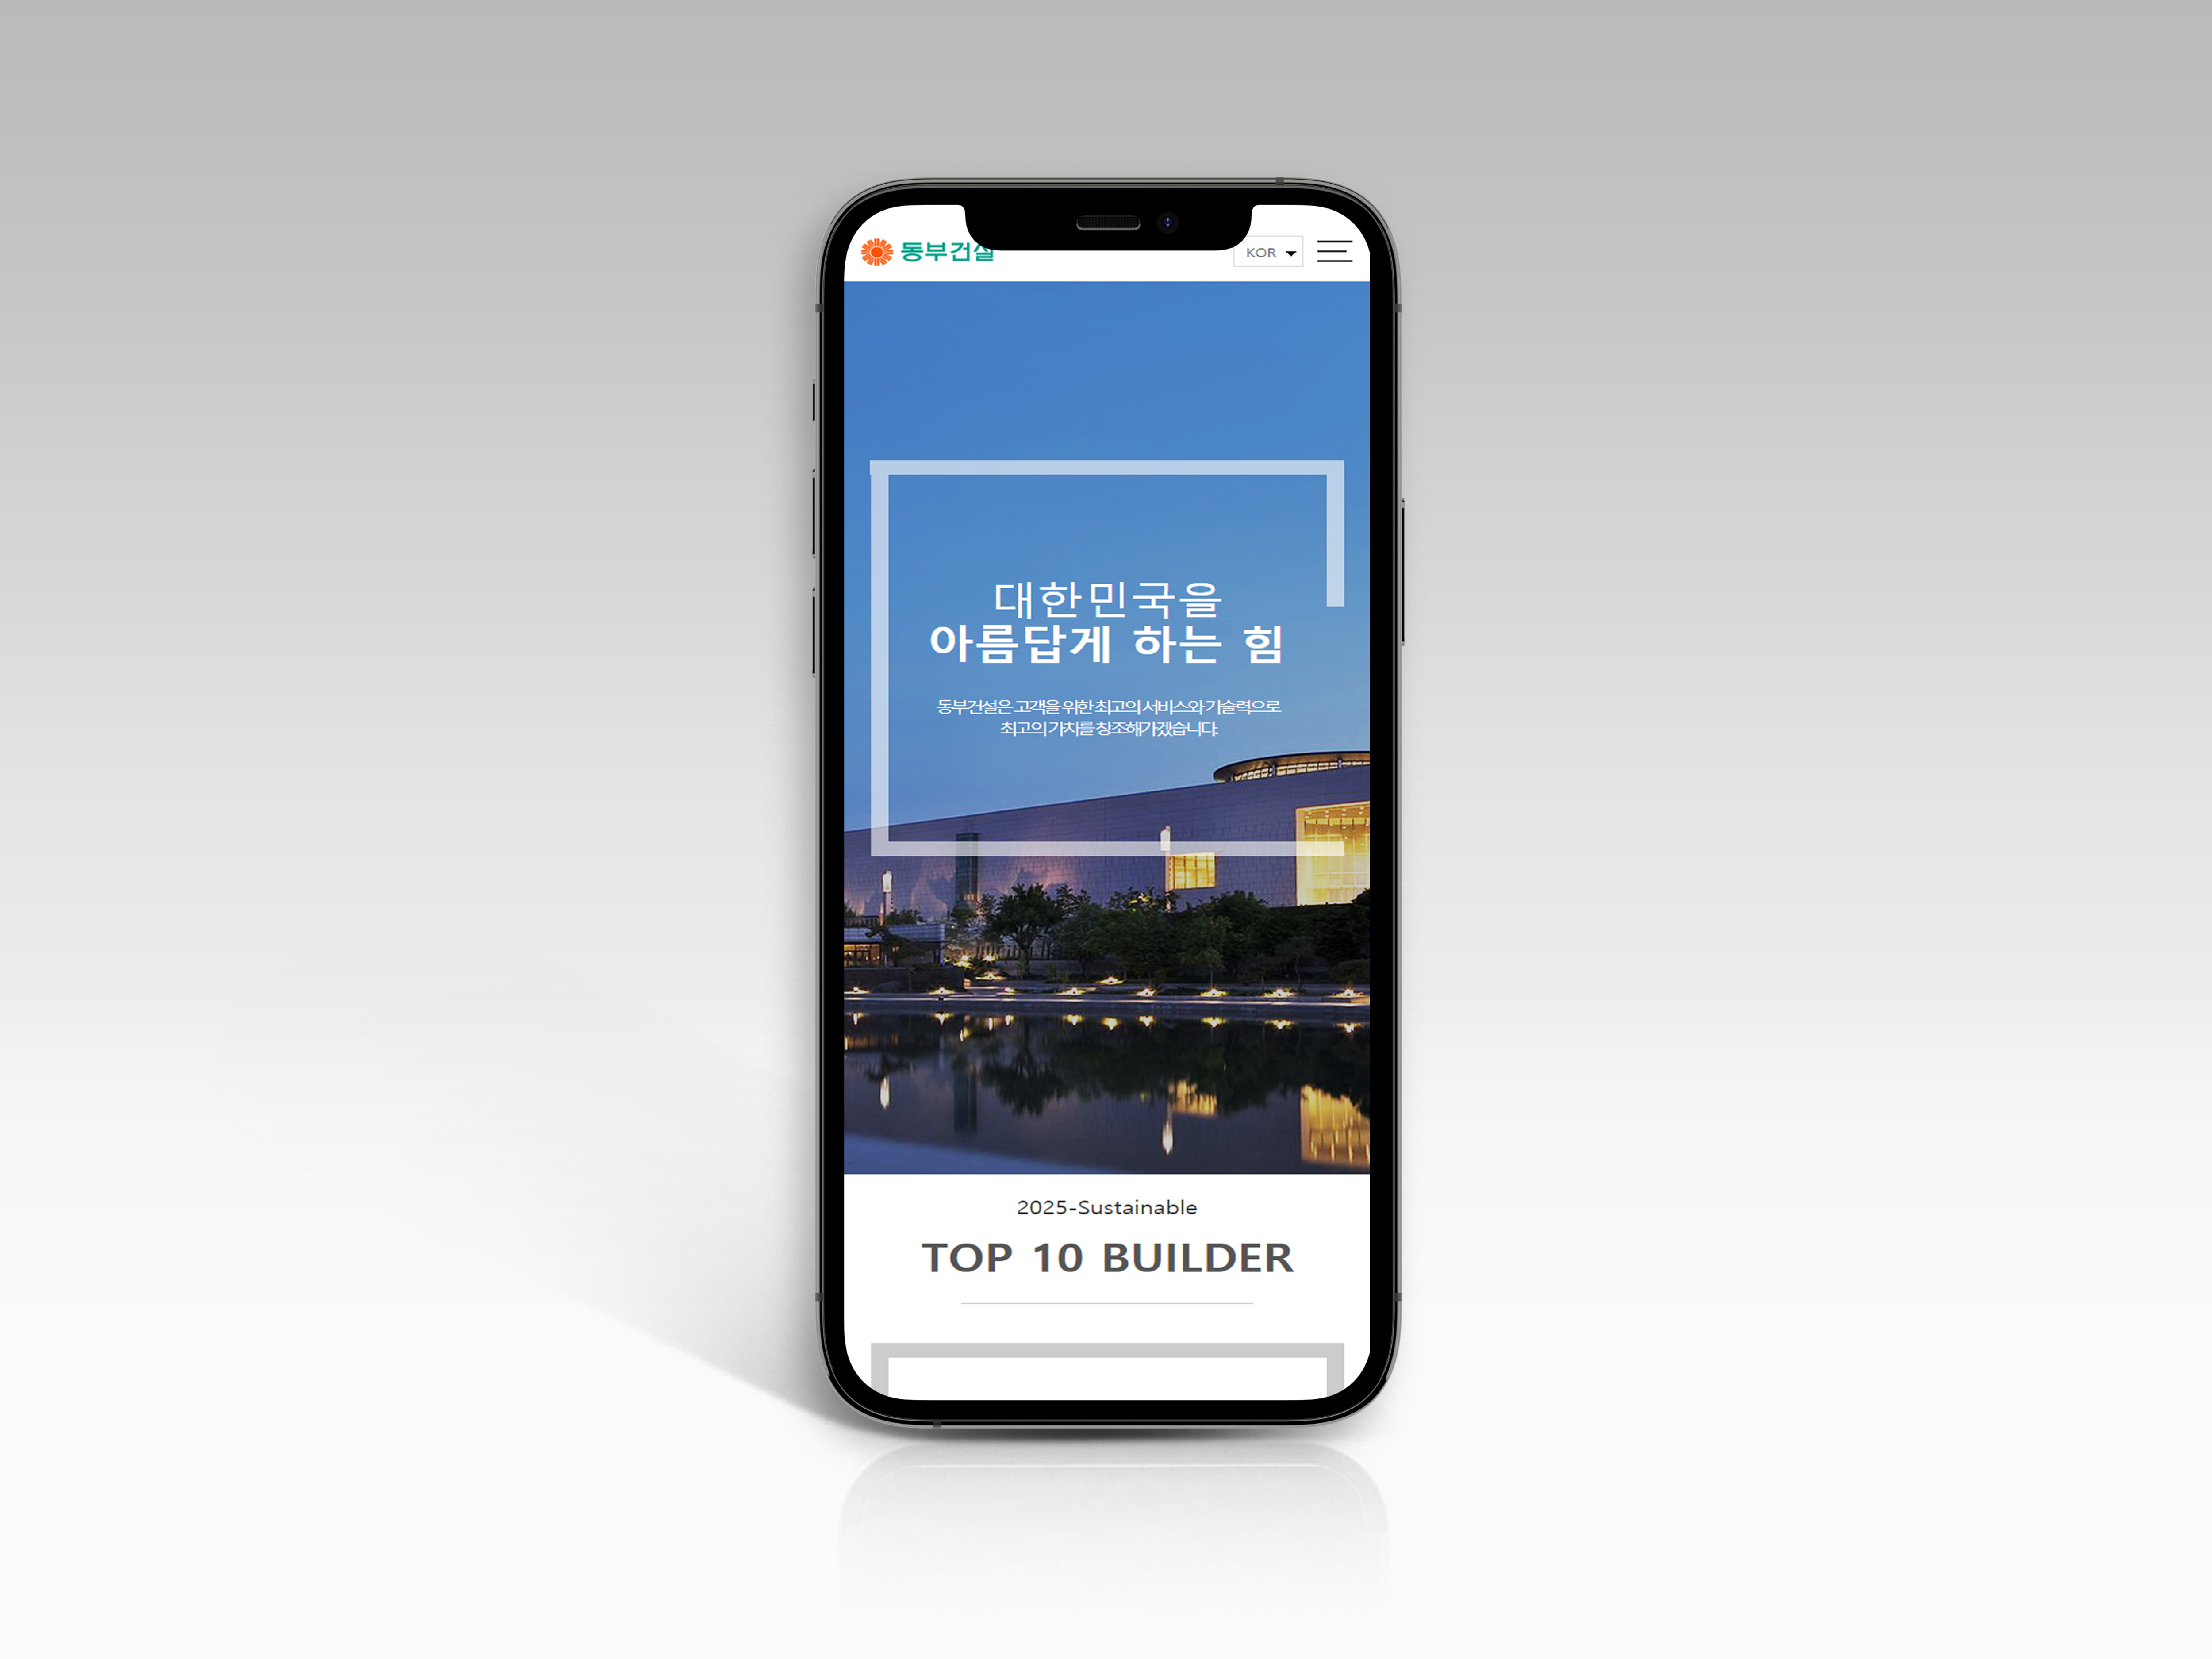 동부건설
KOR
대한민국을
아름답게 하는 힘
동부건설은 고객을 위한 최고의 서비스와 기술력으로
최고의 가치를 창조해가겠습니다.
2025-Sustainable
TOP 10 BUILDER